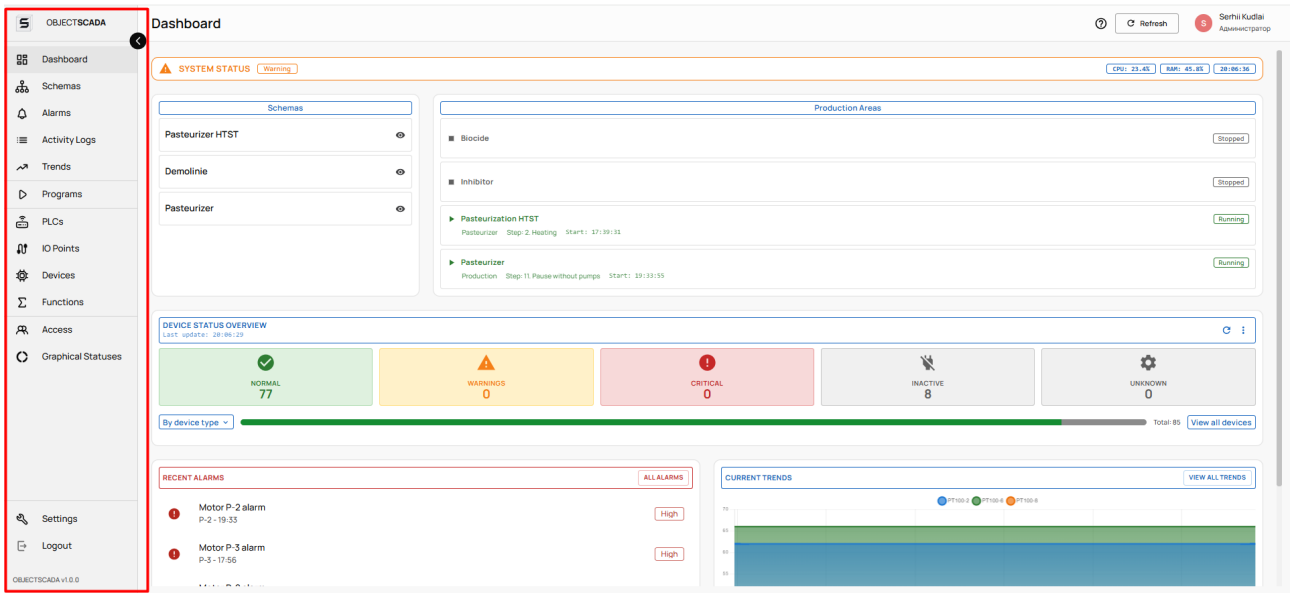 OBJECTSCADA
Dashboard
Schemas
Alarms
Activity Logs
Trends
Programs
PLCs
IO Points
Devices
Functions
Access
Graphical Statuses
Settings
Logout
OBJECTSCADA v1.0.0
Dashboard
Refresh
S
Serhii Kudlai
Администратор
SYSTEM STATUS Warning
CPU: 23.4% RAM: 45.8% 20:06:36
Schemas
Pasteurizer HTST
Demolinie
Pasteurizer
Production Areas
Biocide Stopped
Inhibitor Stopped
Pasteurization HTST Running
Pasteurizer Step: 2. Heating Start: 17:39:31
Pasteurizer Running
Production Step: 11. Pause without pumps Start: 19:33:55
DEVICE STATUS OVERVIEW
Last update: 20:06:29
NORMAL
77
WARNINGS
0
CRITICAL
0
INACTIVE
8
UNKNOWN
0
By device type
Total: 85
View all devices
RECENT ALARMS
ALL ALARMS
Motor P-2 alarm
P-2 - 19:33
High
Motor P-3 alarm
P-3 - 17:56
High
CURRENT TRENDS
VIEW ALL TRENDS
PT100-2 PT100-6 PT100-8
70
65
60
55